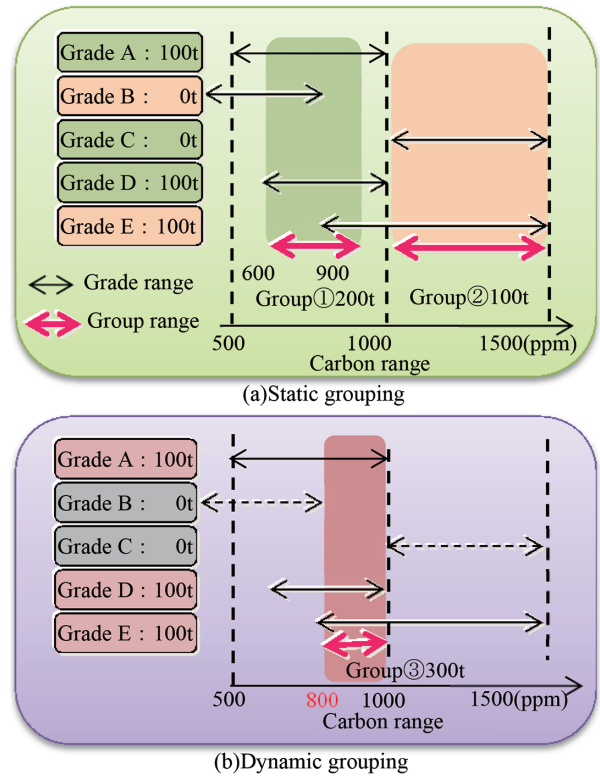 Grade A : 100t
Grade B : 0t
Grade C : 0t
Grade D : 100t
Grade E : 100t
Grade range
Group range
600 900
Group①200t Group②100t
500 1000 1500(ppm)
Carbon range
(a)Static grouping
Grade A : 100t
Grade B : 0t
Grade C : 0t
Grade D : 100t
Grade E : 100t
Group③300t
500 800 1000 1500(ppm)
Carbon range
(b)Dynamic grouping